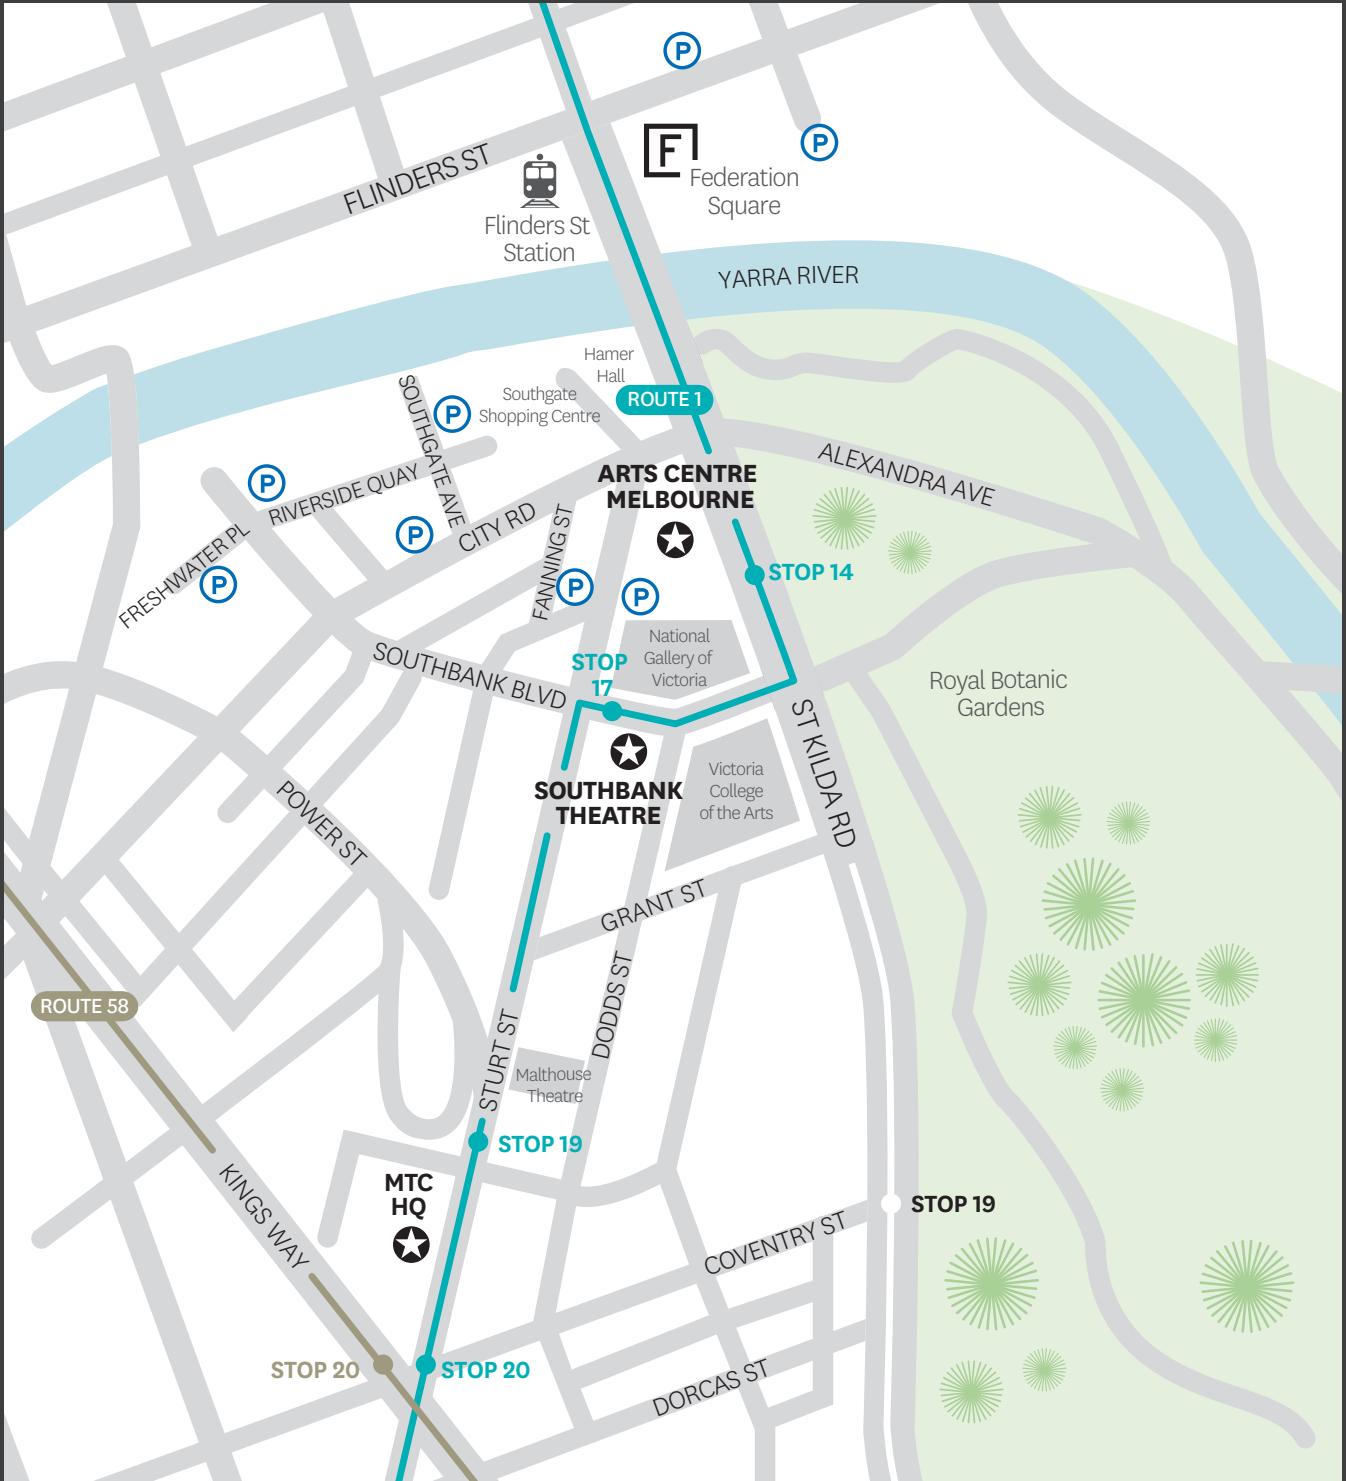 P
F
P
FLINDERS ST
Federation
Square
Flinders St
Station
YARRA RIVER
Hamer
Hall
Southgate
Shopping Centre
ROUTE 1
SOUTHGATE AVE
P
ALEXANDRA AVE
ARTS CENTRE
MELBOURNE
P
RIVERSIDE QUAY
CITY RD
P
FANNING ST
FRESHWATER PL
P
P
P
STOP 14
National
Gallery of
Victoria
SOUTHBANK BLVD
STOP
17
Royal Botanic
Gardens
ST KILDA RD
SOUTHBANK
THEATRE
Victoria
College
of the Arts
POWER ST
GRANT ST
DODDS ST
ROUTE 58
STURT ST
Malthouse
Theatre
STOP 19
MTC
HQ
KINGS WAY
STOP 19
COVENTRY ST
STOP 20
STOP 20
DORCAS ST